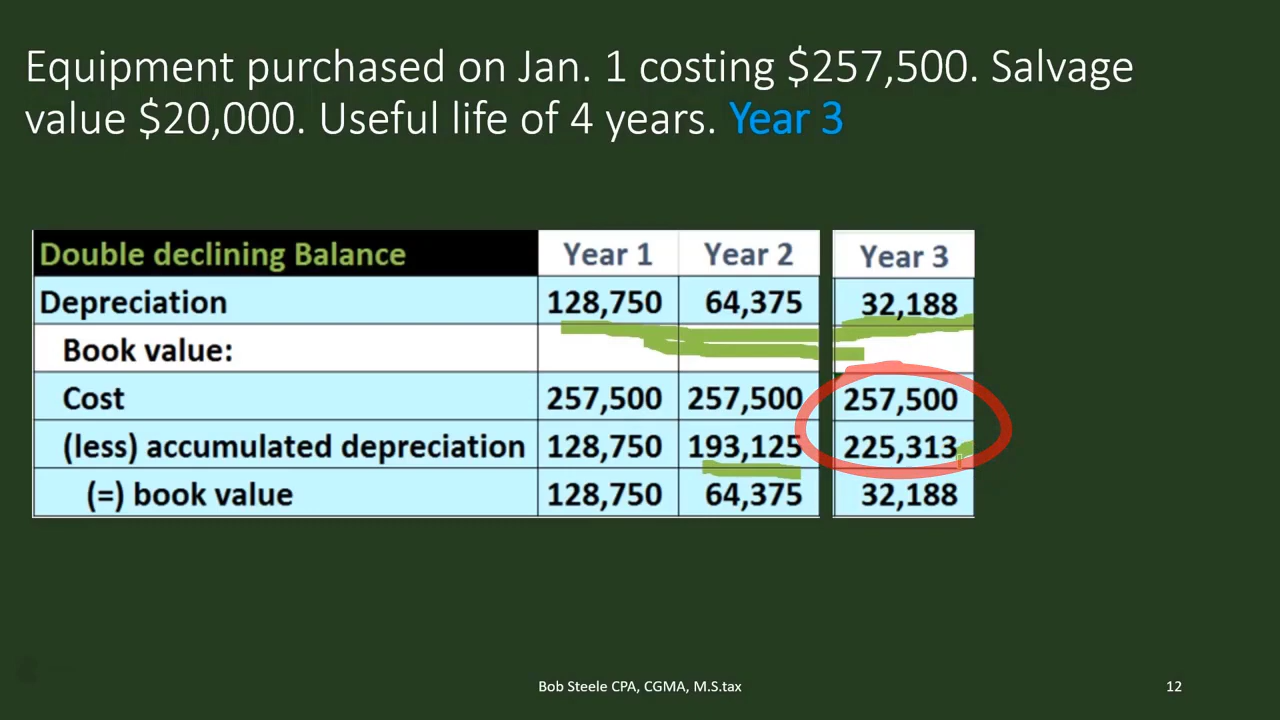 Equipment purchased on Jan. 1 costing $257,500. Salvage
value $20,000. Useful life of 4 years. Year 3
Double declining Balance Year 1 Year 2 Year 3
Depreciation 128,750 64,375 32,188
Book value:
Cost 257,500 257,500 257,500
(less) accumulated depreciation 128,750 193,125 225,313
(=) book value 128,750 64,375 32,188
Bob Steele CPA, CGMA, M.S.tax 12